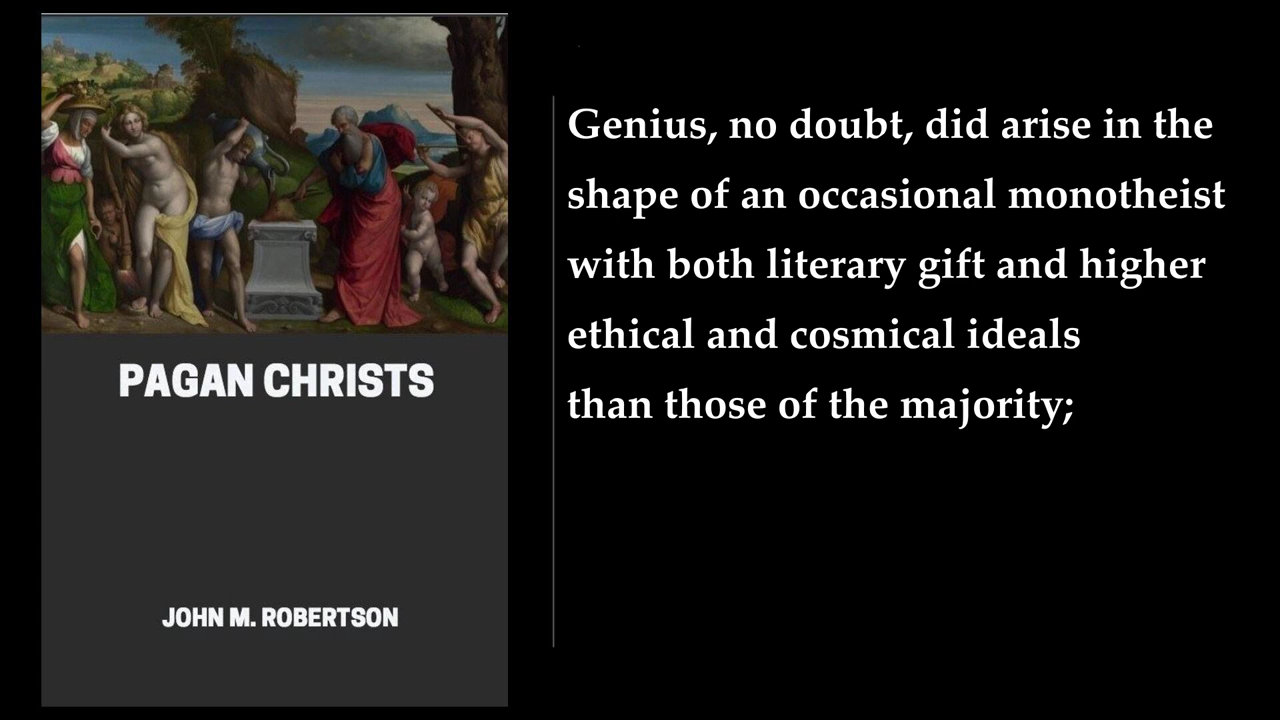 PAGAN CHRISTS
JOHN M. ROBERTSON
Genius, no doubt, did arise in the
shape of an occasional monotheist
with both literary gift and higher
ethical and cosmical ideals
than those of the majority;